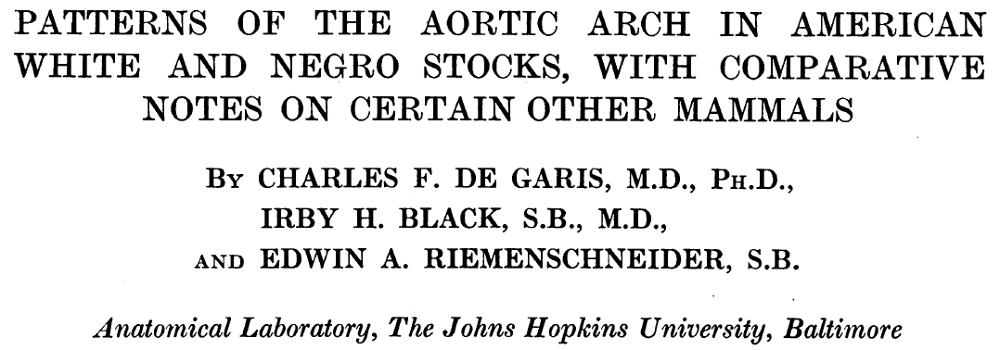 PATTERNS OF THE AORTIC ARCH IN AMERICAN
WHITE AND NEGRO STOCKS, WITH COMPARATIVE
NOTES ON CERTAIN OTHER MAMMALS
BY CHARLES F. DE GARIS, M.D., PH.D.,
IRBY H. BLACK, S.B., M.D.,
AND EDWIN A. RIEMENSCHNEIDER, S.B.
Anatomical Laboratory, The Johns Hopkins University, Baltimore